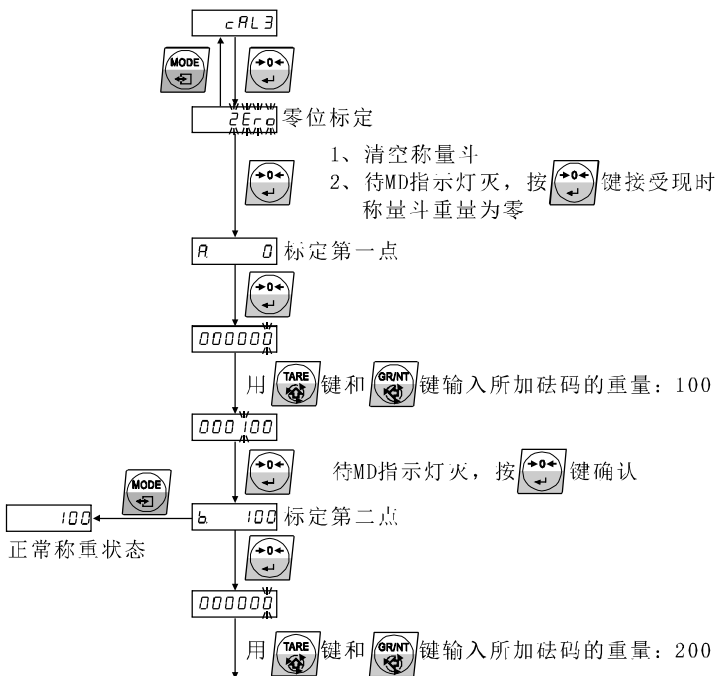 cAL3
MODE
→0←
2Ero 零位标定
1、清空称量斗
→0←
2、待MD指示灯灭，按 →0← 键接受现时
称量斗重量为零
A. 0 标定第一点
→0←
000000
用 TARE 键和 GR/NT 键输入所加砝码的重量：100
000100
→0←
待MD指示灯灭，按 →0← 键确认
MODE
100
b. 100 标定第二点
正常称重状态
→0←
000000
用 TARE 键和 GR/NT 键输入所加砝码的重量：200